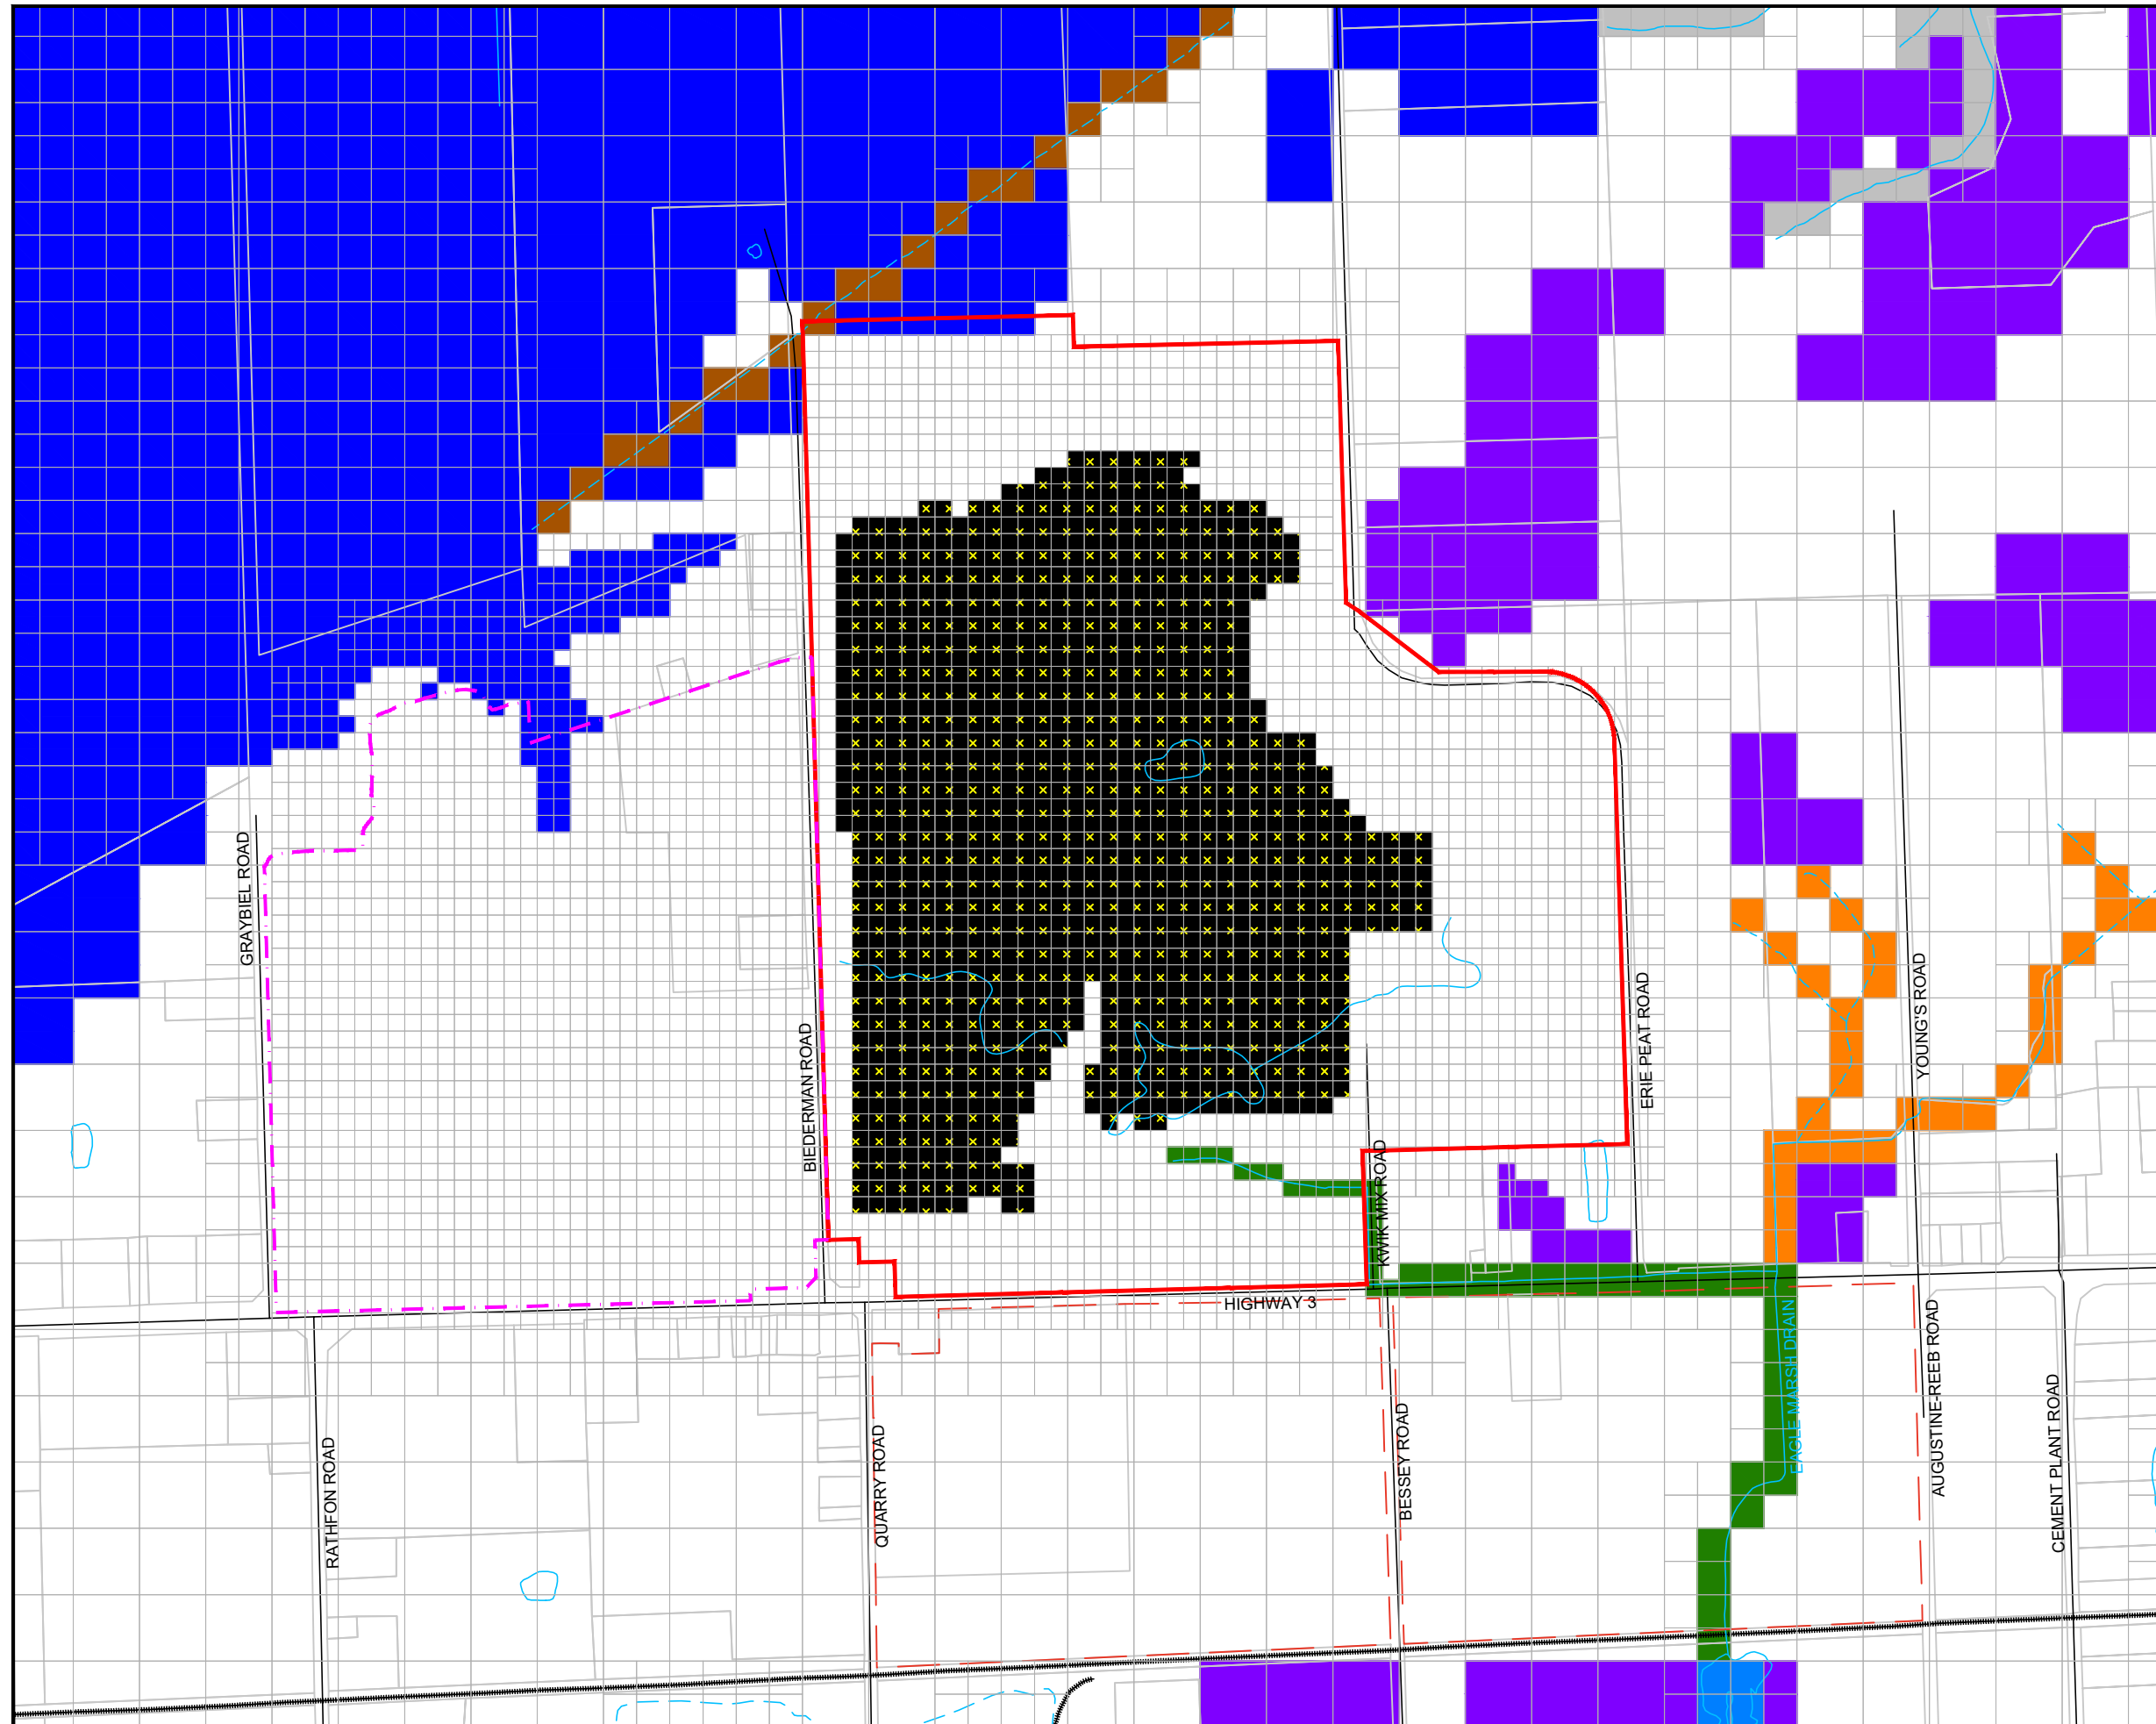 GRAYBIEL ROAD
BIEDERMAN ROAD
ERIE PEAT ROAD
YOUNG'S ROAD
KWIK MIX ROAD
HIGHWAY 3
EAGLE MARSH DRAIN
RATHFON ROAD
QUARRY ROAD
BESSEY ROAD
AUGUSTINE-REEB ROAD
CEMENT PLANT ROAD